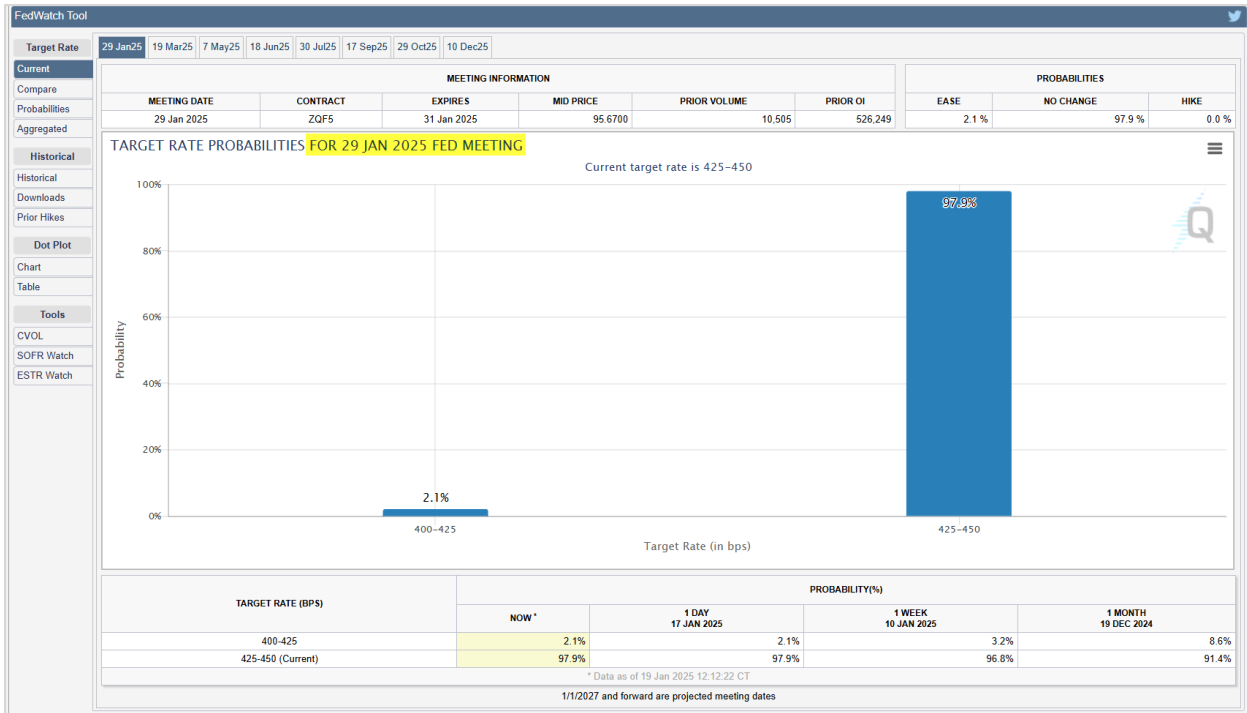 FedWatch Tool
Target Rate
Current
Compare
Probabilities
Aggregated
Historical
Historical
Downloads
Prior Hikes
Dot Plot
Chart
Table
Tools
CVOL
SOFR Watch
ESTR Watch
29 Jan25 19 Mar25 7 May25 18 Jun25 30 Jul25 17 Sep25 29 Oct25 10 Dec25
MEETING INFORMATION
MEETING DATE CONTRACT EXPIRES MID PRICE PRIOR VOLUME PRIOR OI
29 Jan 2025 ZQF5 31 Jan 2025 95.6700 10,505 526,249
PROBABILITIES
EASE NO CHANGE HIKE
2.1 % 97.9 % 0.0 %
TARGET RATE PROBABILITIES FOR 29 JAN 2025 FED MEETING
Current target rate is 425-450
Probability
100%
80%
60%
40%
20%
0%
2.1%
97.9%
Q
400-425 425-450
Target Rate (in bps)
TARGET RATE (BPS) PROBABILITY(%)
NOW * 1 DAY 17 JAN 2025 1 WEEK 10 JAN 2025 1 MONTH 19 DEC 2024
400-425 2.1% 2.1% 3.2% 8.6%
425-450 (Current) 97.9% 97.9% 96.8% 91.4%
* Data as of 19 Jan 2025 12:12:22 CT
1/1/2027 and forward are projected meeting dates